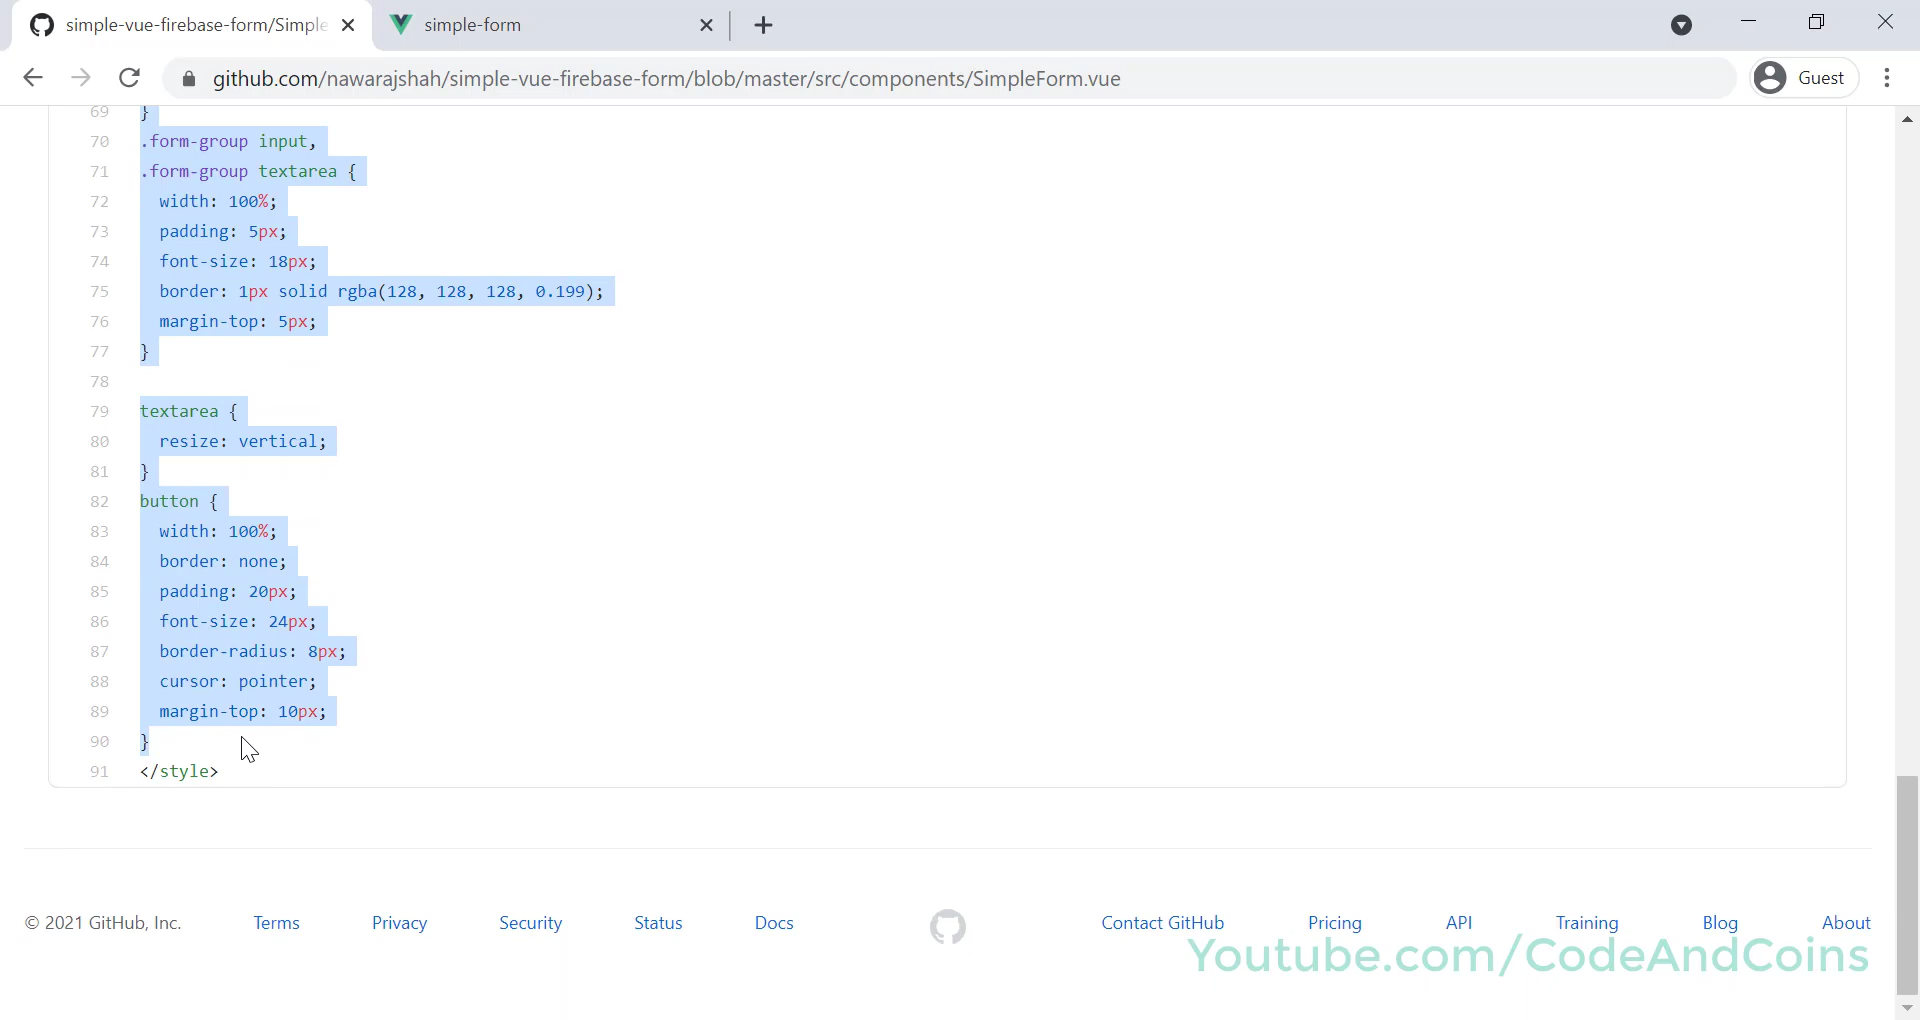 simple-vue-firebase-form/Simple
simple-form
github.com/nawarajshah/simple-vue-firebase-form/blob/master/src/components/SimpleForm.vue
Guest
69 }
70 .form-group input,
71 .form-group textarea {
72 width: 100%;
73 padding: 5px;
74 font-size: 18px;
75 border: 1px solid rgba(128, 128, 128, 0.199);
76 margin-top: 5px;
77 }
78
79 textarea {
80 resize: vertical;
81 }
82 button {
83 width: 100%;
84 border: none;
85 padding: 20px;
86 font-size: 24px;
87 border-radius: 8px;
88 cursor: pointer;
89 margin-top: 10px;
90 }
91 </style>
© 2021 GitHub, Inc. Terms Privacy Security Status Docs Contact GitHub Pricing API Training Blog About
Youtube.com/CodeAndCoins